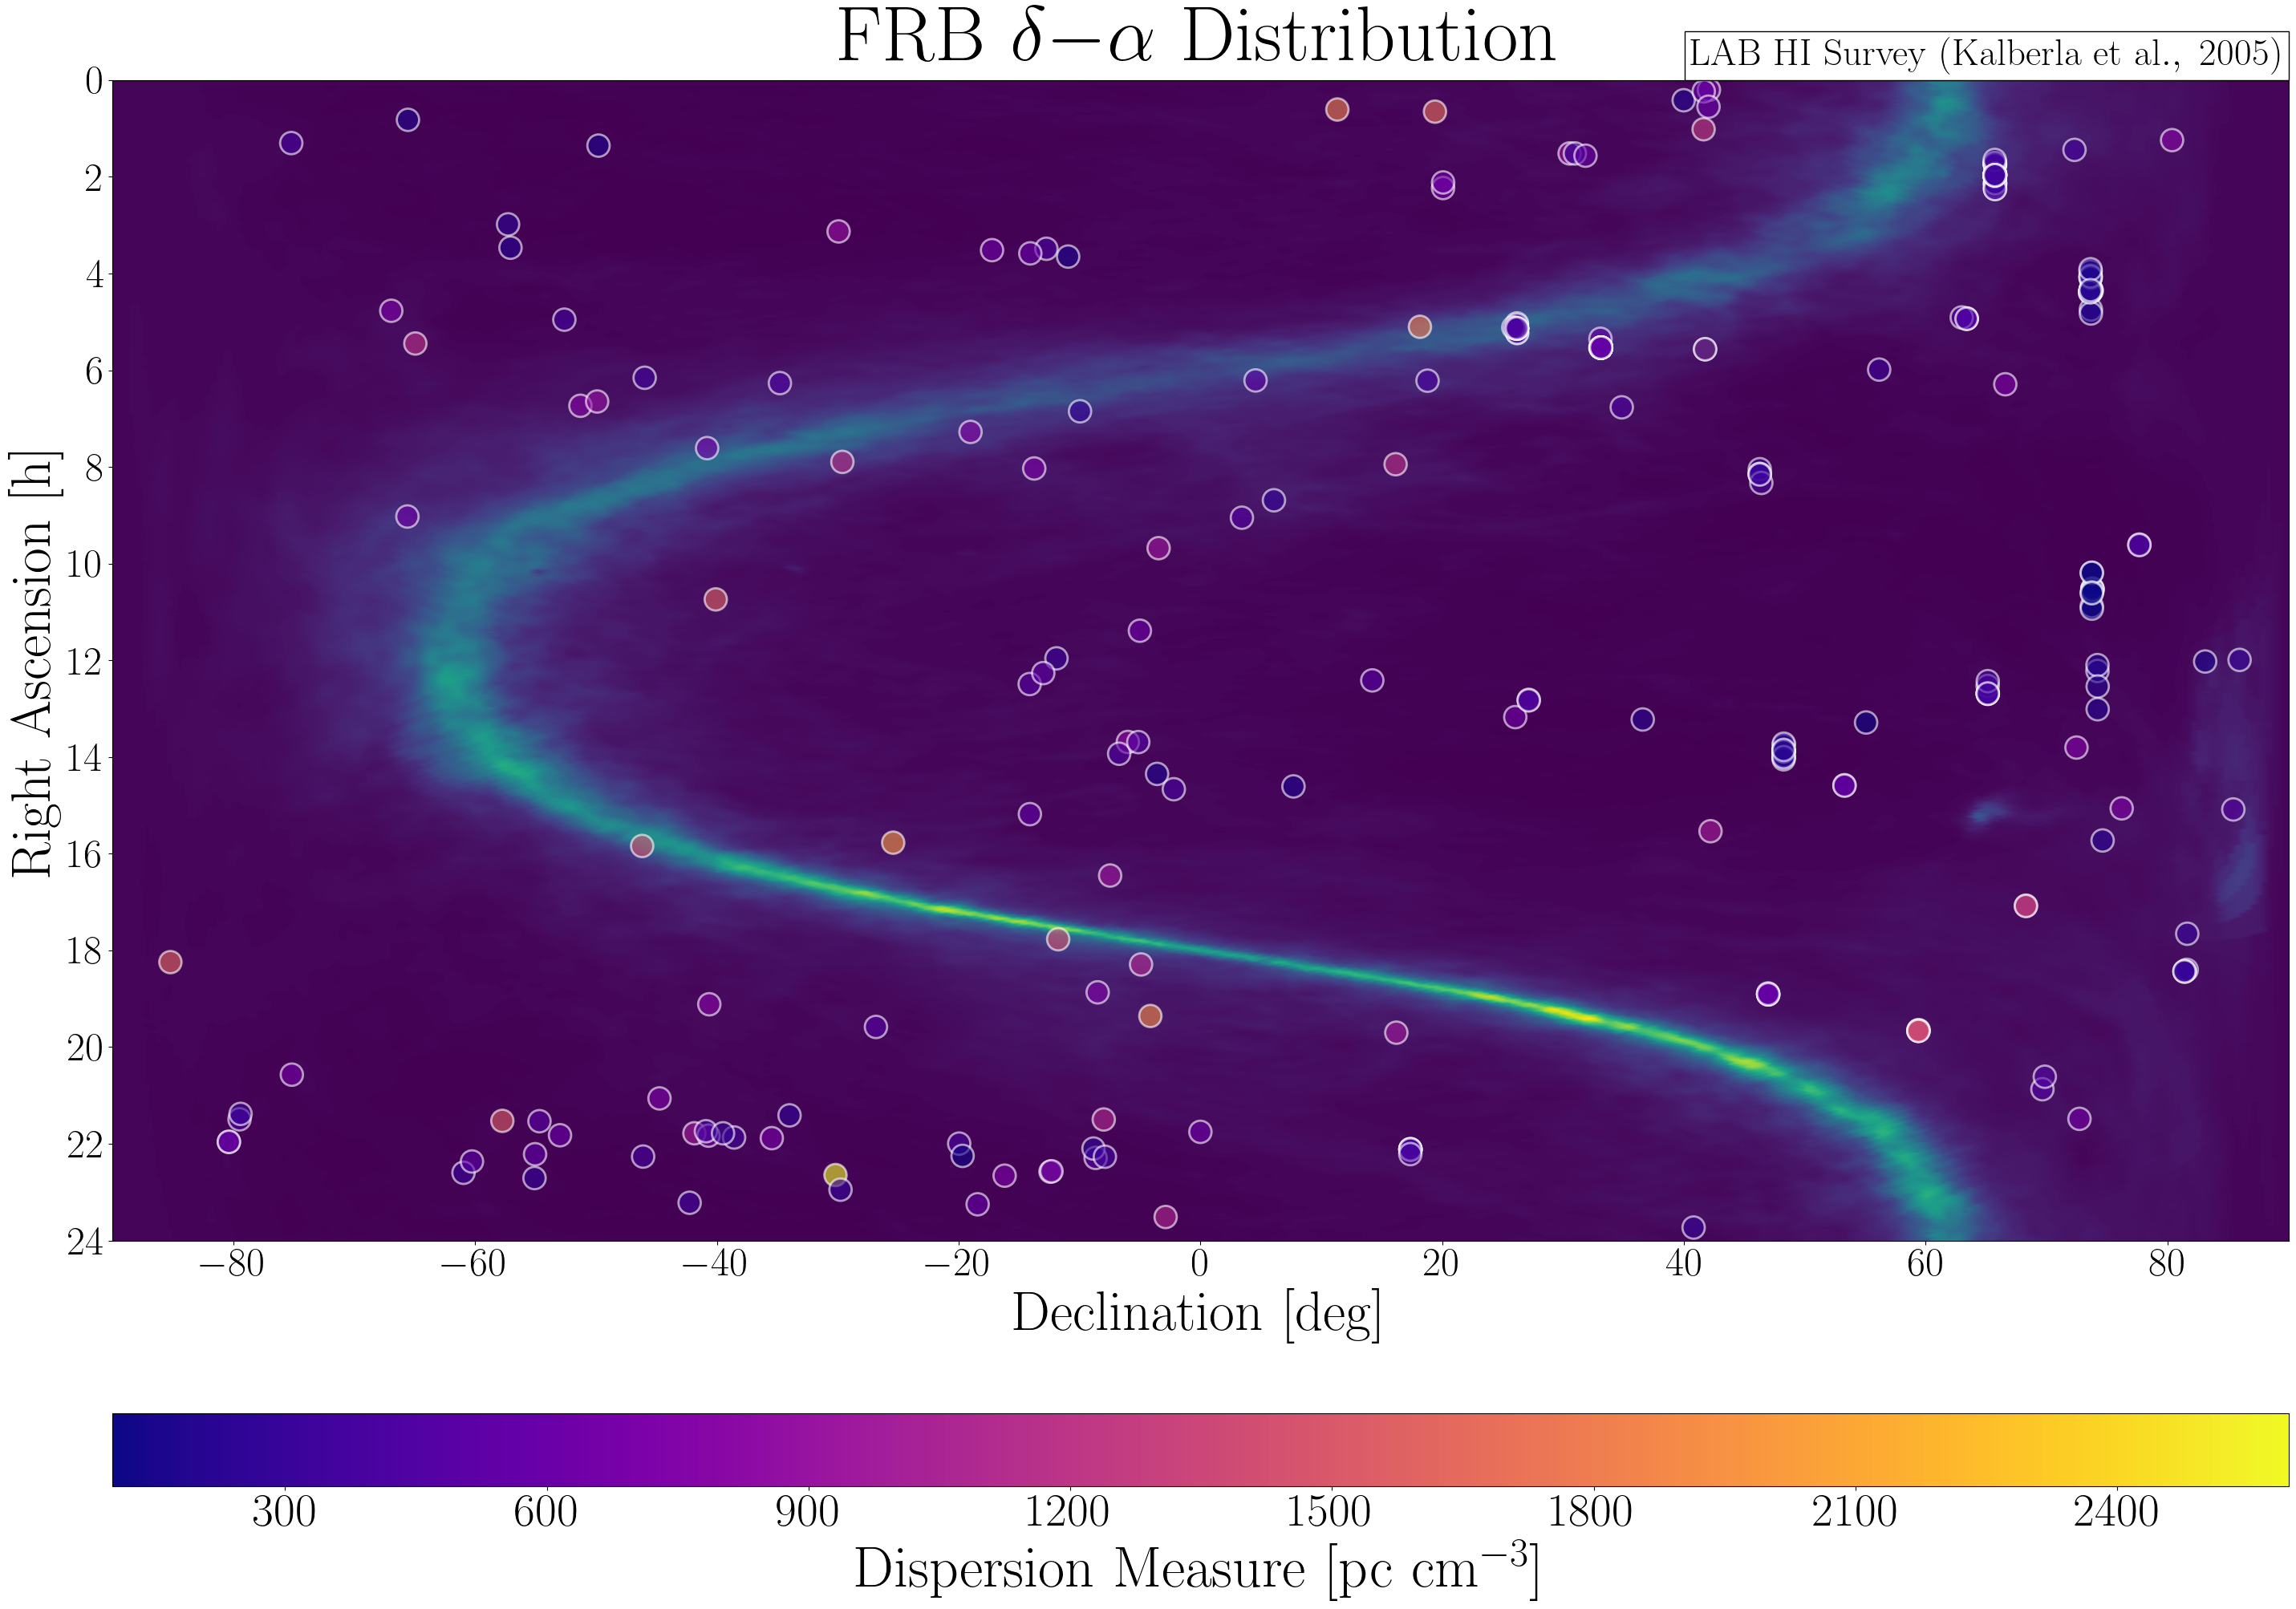 FRB δ−α Distribution
LAB HI Survey (Kalberla et al., 2005)
0
2
4
6
8
10
12
14
16
18
20
22
24
Right Ascension [h]
−80 −60 −40 −20 0 20 40 60 80
Declination [deg]
300 600 900 1200 1500 1800 2100 2400
Dispersion Measure [pc cm⁻³]